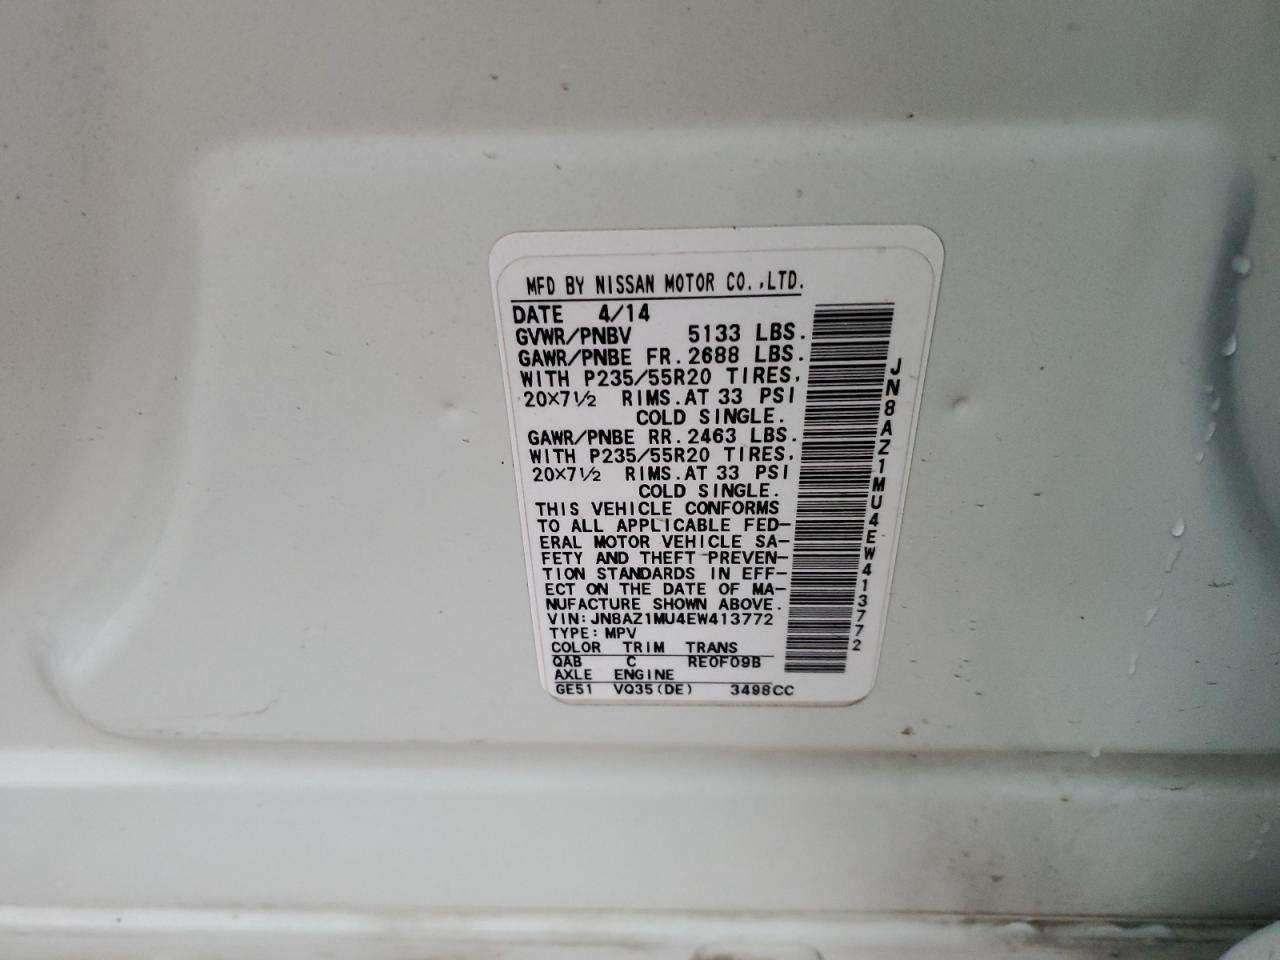 MFD BY NISSAN MOTOR CO.,LTD.
DATE 4/14
GVWR/PNBV 5133 LBS.
GAWR/PNBE FR. 2688 LBS.
WITH P235/55R20 TIRES,
20×7½ RIMS.AT 33 PSI
COLD SINGLE.
GAWR/PNBE RR. 2463 LBS.
WITH P235/55R20 TIRES,
20×7½ RIMS.AT 33 PSI
COLD SINGLE.
THIS VEHICLE CONFORMS
TO ALL APPLICABLE FED-
ERAL MOTOR VEHICLE SA-
FETY AND THEFT PREVEN-
TION STANDARDS IN EFF-
ECT ON THE DATE OF MA-
NUFACTURE SHOWN ABOVE.
VIN:JN8AZ1MU4EW413772
TYPE:MPV
COLOR TRIM TRANS
QAB C RE0F09B
AXLE ENGINE
GE51 VQ35(DE) 3498CC
JN8AZ1MU4EW413772